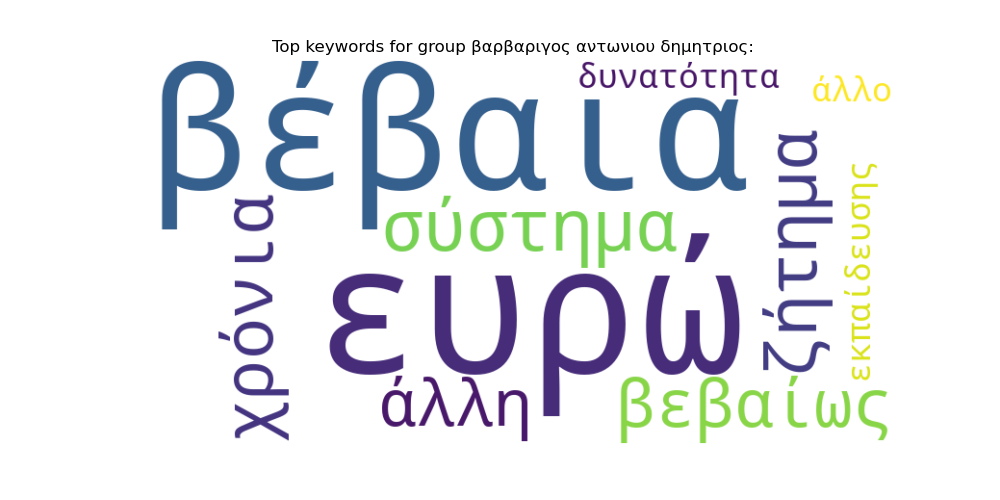 Top keywords for group βαρβαριγος αντωνιου δημητριος:
βέβαια
δυνατότητα
άλλο
χρόνια
σύστημα
ζήτημα
εκπαίδευσης
ευρώ
άλλη
βεβαίως